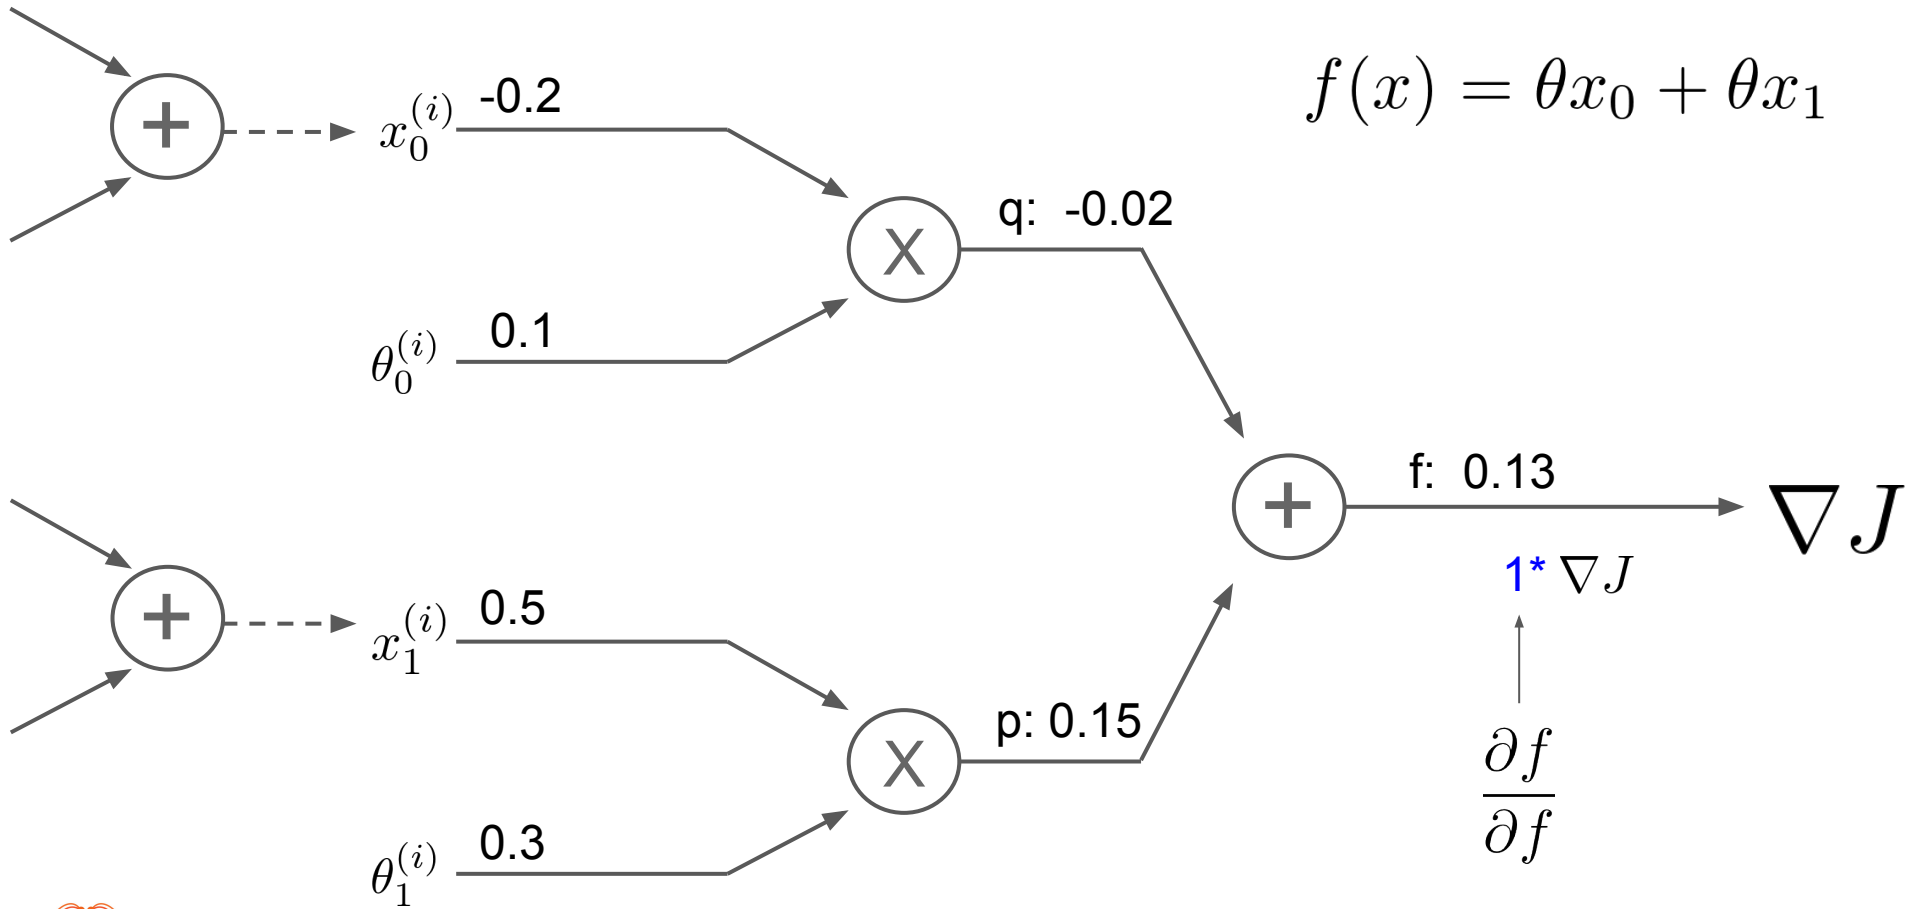 f(x) = θx₀ + θx₁
+
x₀⁽ⁱ⁾ -0.2
X
q: -0.02
θ₀⁽ⁱ⁾ 0.1
+
f: 0.13
∇J
1* ∇J
+
x₁⁽ⁱ⁾ 0.5
X
p: 0.15
∂f
∂f
θ₁⁽ⁱ⁾ 0.3